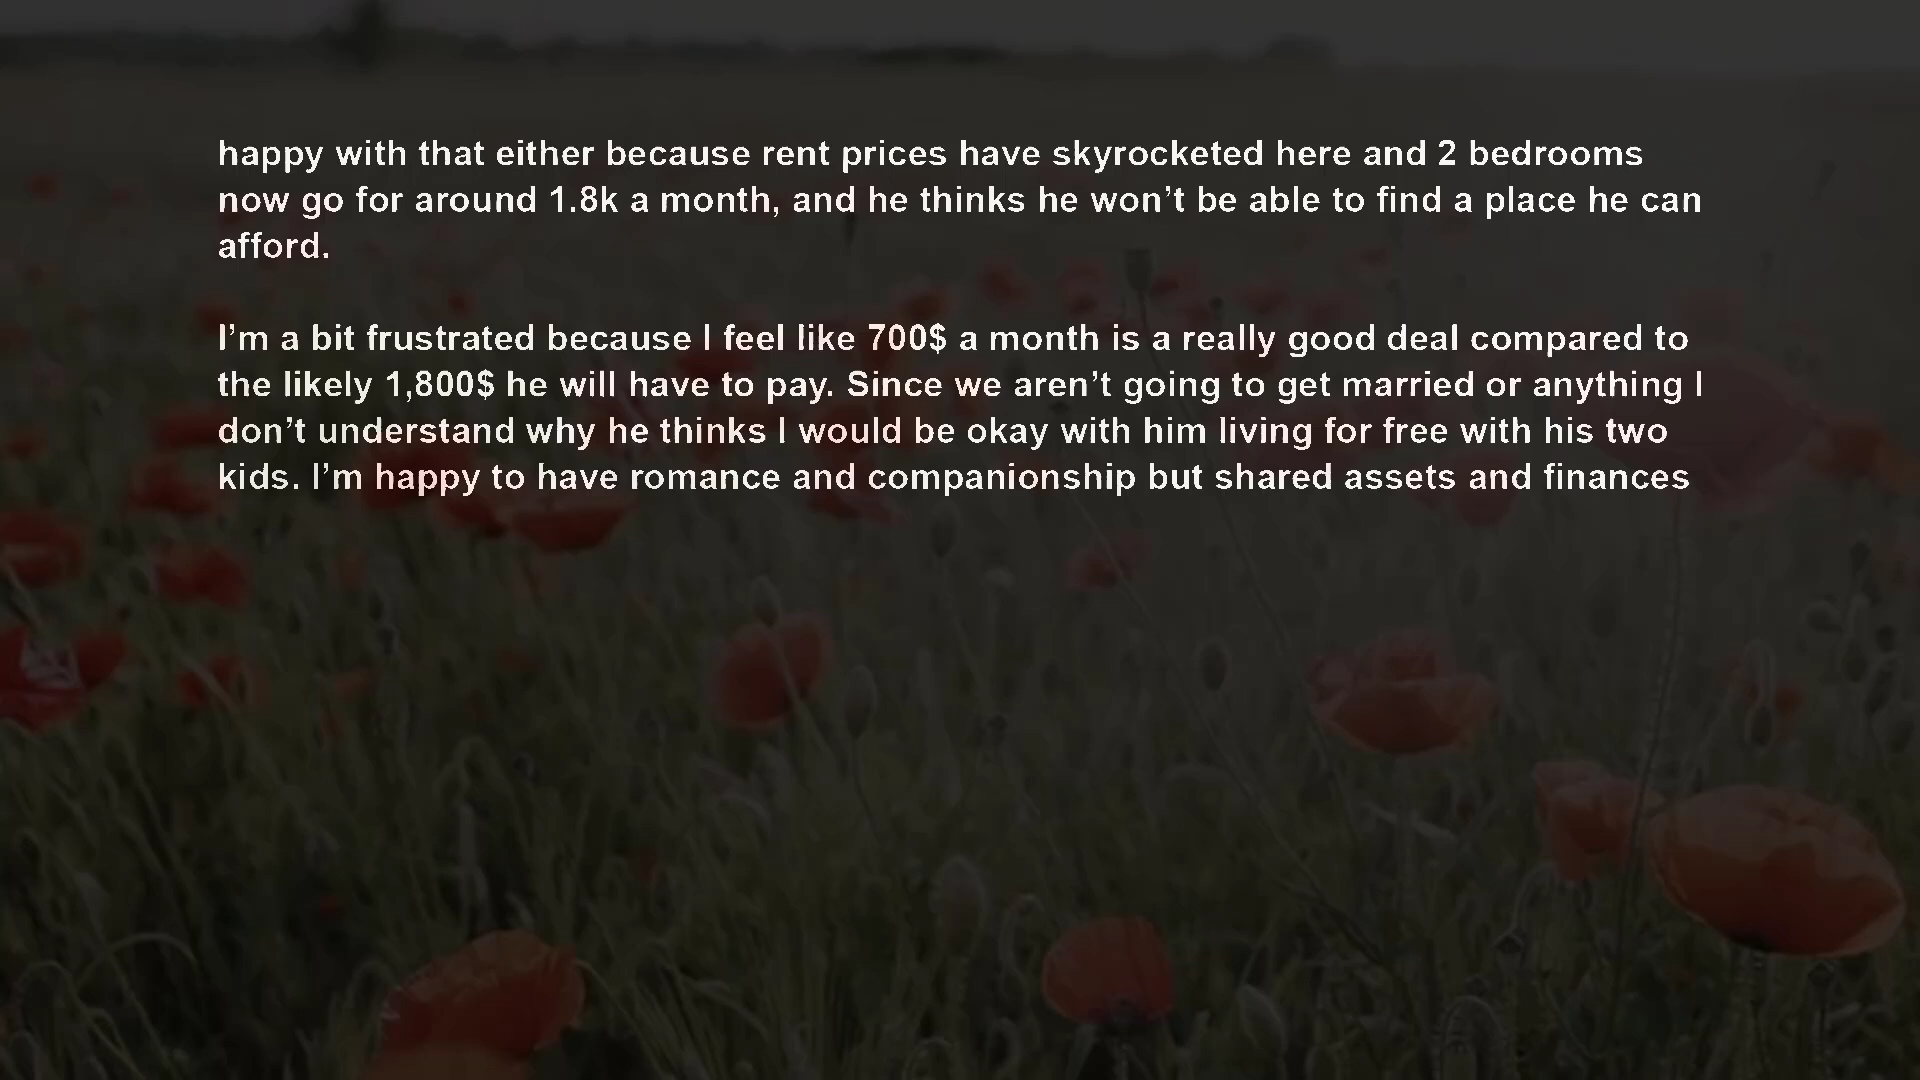 happy with that either because rent prices have skyrocketed here and 2 bedrooms
now go for around 1.8k a month, and he thinks he won’t be able to find a place he can
afford.
I’m a bit frustrated because I feel like 700$ a month is a really good deal compared to
the likely 1,800$ he will have to pay. Since we aren’t going to get married or anything I
don’t understand why he thinks I would be okay with him living for free with his two
kids. I’m happy to have romance and companionship but shared assets and finances